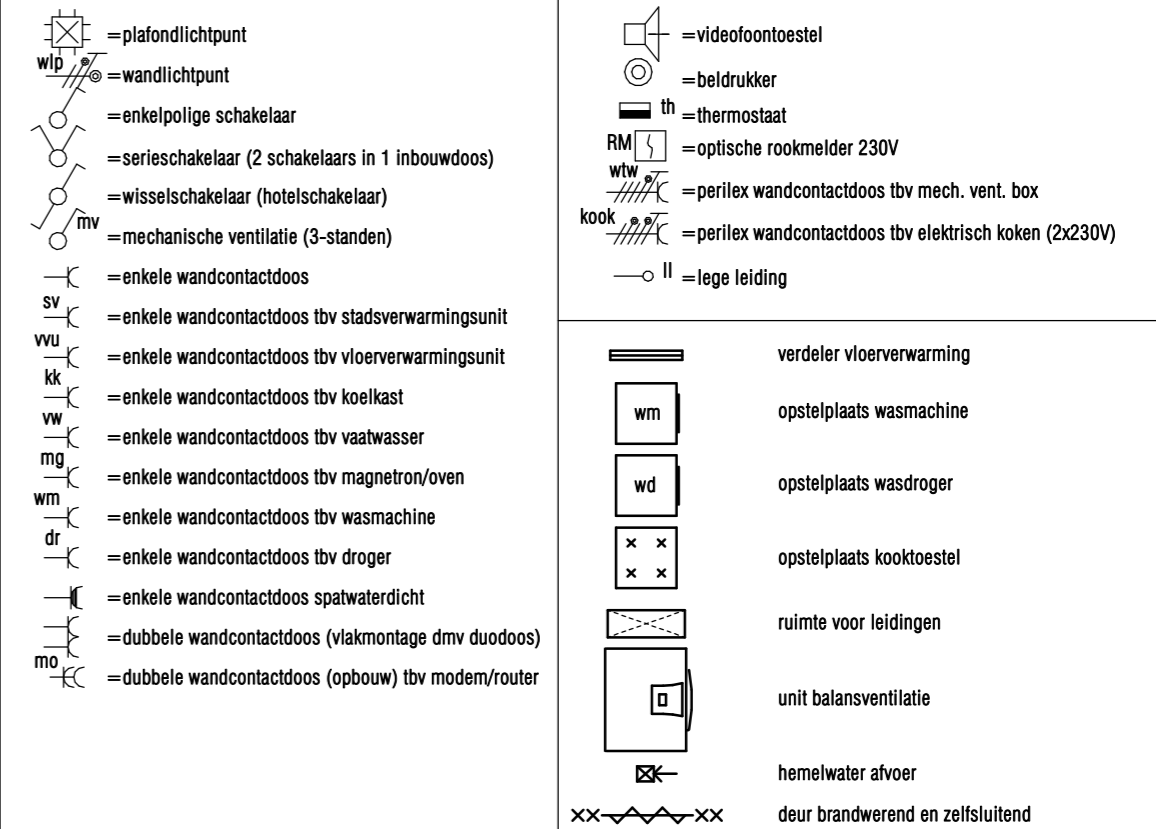 =plafondlichtpunt
wlp =wandlichtpunt
=enkelpolige schakelaar
=serieschakelaar (2 schakelaars in 1 inbouwdoos)
=wisselschakelaar (hotelschakelaar)
mv =mechanische ventilatie (3-standen)
=enkele wandcontactdoos
sv =enkele wandcontactdoos tbv stadsverwarmingsunit
vvu =enkele wandcontactdoos tbv vloerverwarmingsunit
kk =enkele wandcontactdoos tbv koelkast
vw =enkele wandcontactdoos tbv vaatwasser
mg =enkele wandcontactdoos tbv magnetron/oven
wm =enkele wandcontactdoos tbv wasmachine
dr =enkele wandcontactdoos tbv droger
=enkele wandcontactdoos spatwaterdicht
=dubbele wandcontactdoos (vlakmontage dmv duodoos)
mo =dubbele wandcontactdoos (opbouw) tbv modem/router
=videofoontoestel
=beldrukker
th =thermostaat
RM =optische rookmelder 230V
wtw =perilex wandcontactdoos tbv mech. vent. box
kook =perilex wandcontactdoos tbv elektrisch koken (2x230V)
ll =lege leiding
verdeler vloerverwarming
wm opstelplaats wasmachine
wd opstelplaats wasdroger
opstelplaats kooktoestel
ruimte voor leidingen
unit balansventilatie
hemelwater afvoer
deur brandwerend en zelfsluitend